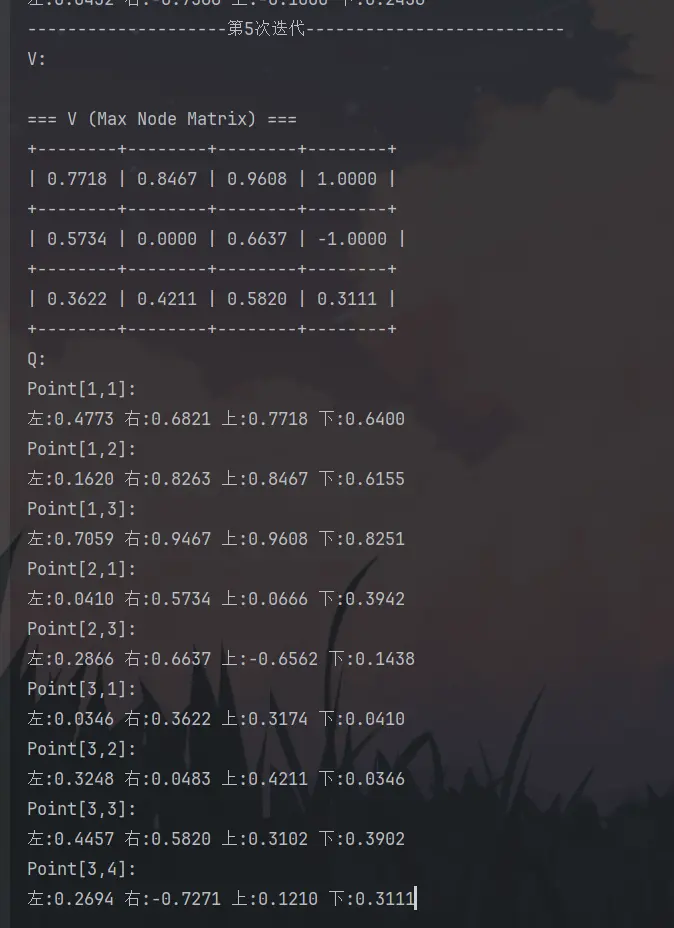 -------------------第5次迭代--------------------------
V:
=== V (Max Node Matrix) ===
+--------+--------+--------+--------+
| 0.7718 | 0.8467 | 0.9608 | 1.0000 |
+--------+--------+--------+--------+
| 0.5734 | 0.0000 | 0.6637 | -1.0000 |
+--------+--------+--------+--------+
| 0.3622 | 0.4211 | 0.5820 | 0.3111 |
+--------+--------+--------+--------+
Q:
Point[1,1]:
左:0.4773 右:0.6821 上:0.7718 下:0.6400
Point[1,2]:
左:0.1620 右:0.8263 上:0.8467 下:0.6155
Point[1,3]:
左:0.7059 右:0.9467 上:0.9608 下:0.8251
Point[2,1]:
左:0.0410 右:0.5734 上:0.0666 下:0.3942
Point[2,3]:
左:0.2866 右:0.6637 上:-0.6562 下:0.1438
Point[3,1]:
左:0.0346 右:0.3622 上:0.3174 下:0.0410
Point[3,2]:
左:0.3248 右:0.0483 上:0.4211 下:0.0346
Point[3,3]:
左:0.4457 右:0.5820 上:0.3102 下:0.3902
Point[3,4]:
左:0.2694 右:-0.7271 上:0.1210 下:0.3111